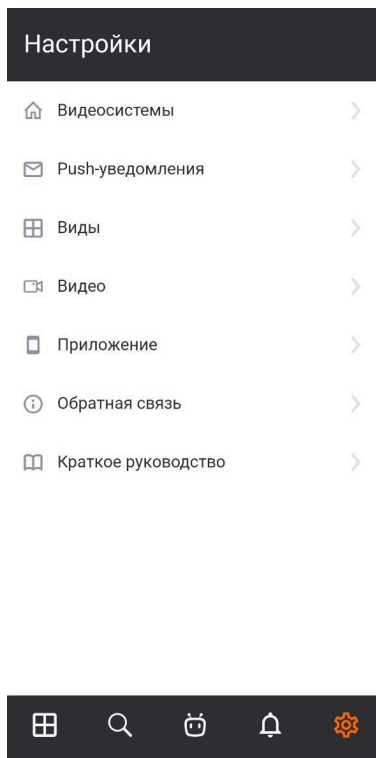 Настройки
Видеосистемы
Push-уведомления
Виды
Видео
Приложение
Обратная связь
Краткое руководство